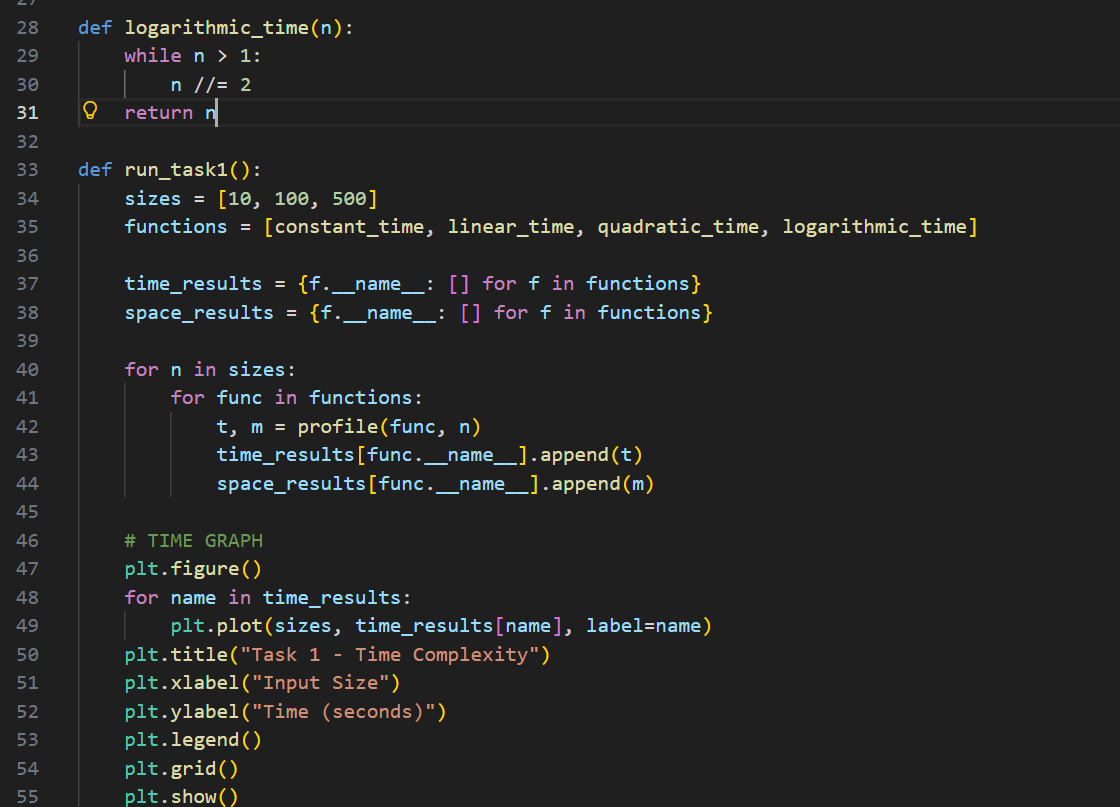 27
28 def logarithmic_time(n):
29     while n > 1:
30         n //= 2
31     return n
32
33 def run_task1():
34     sizes = [10, 100, 500]
35     functions = [constant_time, linear_time, quadratic_time, logarithmic_time]
36
37     time_results = {f.__name__: [] for f in functions}
38     space_results = {f.__name__: [] for f in functions}
39
40     for n in sizes:
41         for func in functions:
42             t, m = profile(func, n)
43             time_results[func.__name__].append(t)
44             space_results[func.__name__].append(m)
45
46     # TIME GRAPH
47     plt.figure()
48     for name in time_results:
49         plt.plot(sizes, time_results[name], label=name)
50     plt.title("Task 1 - Time Complexity")
51     plt.xlabel("Input Size")
52     plt.ylabel("Time (seconds)")
53     plt.legend()
54     plt.grid()
55     plt.show()